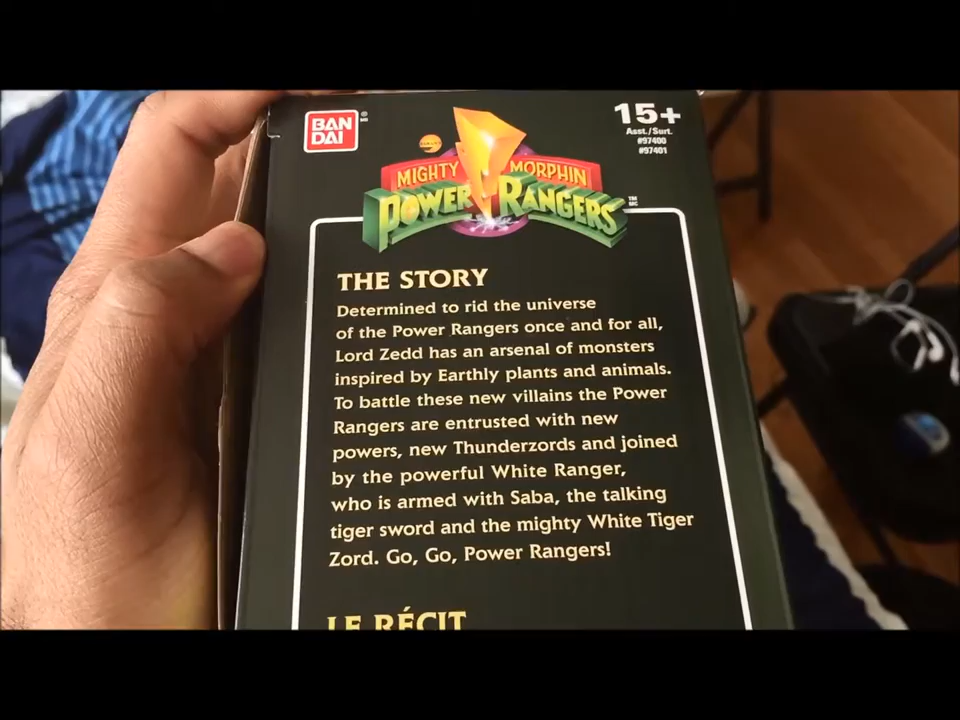 BAN
DAI
15+
Asst./Surt.
#97400
#97401
MIGHTY MORPHIN
POWER RANGERS
TM
MC
THE STORY
Determined to rid the universe
of the Power Rangers once and for all,
Lord Zedd has an arsenal of monsters
inspired by Earthly plants and animals.
To battle these new villains the Power
Rangers are entrusted with new
powers, new Thunderzords and joined
by the powerful White Ranger,
who is armed with Saba, the talking
tiger sword and the mighty White Tiger
Zord. Go, Go, Power Rangers!
LE RÉCIT